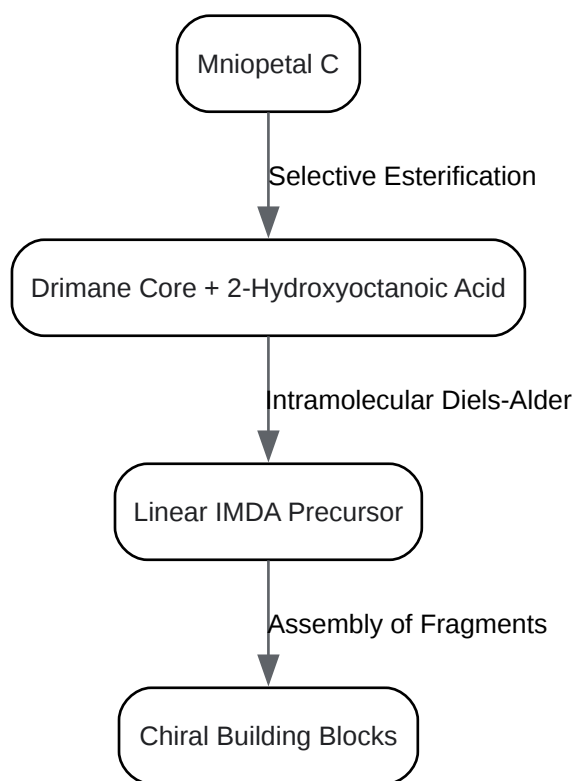 Mniopetal C
Selective Esterification
Drimane Core + 2-Hydroxyoctanoic Acid
Intramolecular Diels-Alder
Linear IMDA Precursor
Assembly of Fragments
Chiral Building Blocks